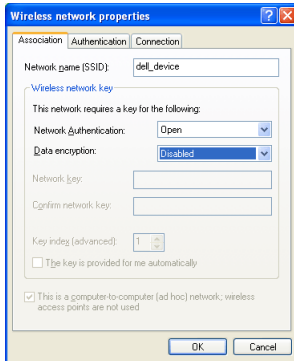 Wireless network properties
Association Authentication Connection
Network name (SSID): dell_device
Wireless network key
This network requires a key for the following:
Network Authentication: Open
Data encryption: Disabled
Network key:
Confirm network key:
Key index (advanced): 1
The key is provided for me automatically
This is a computer-to-computer (ad hoc) network; wireless
access points are not used
OK Cancel